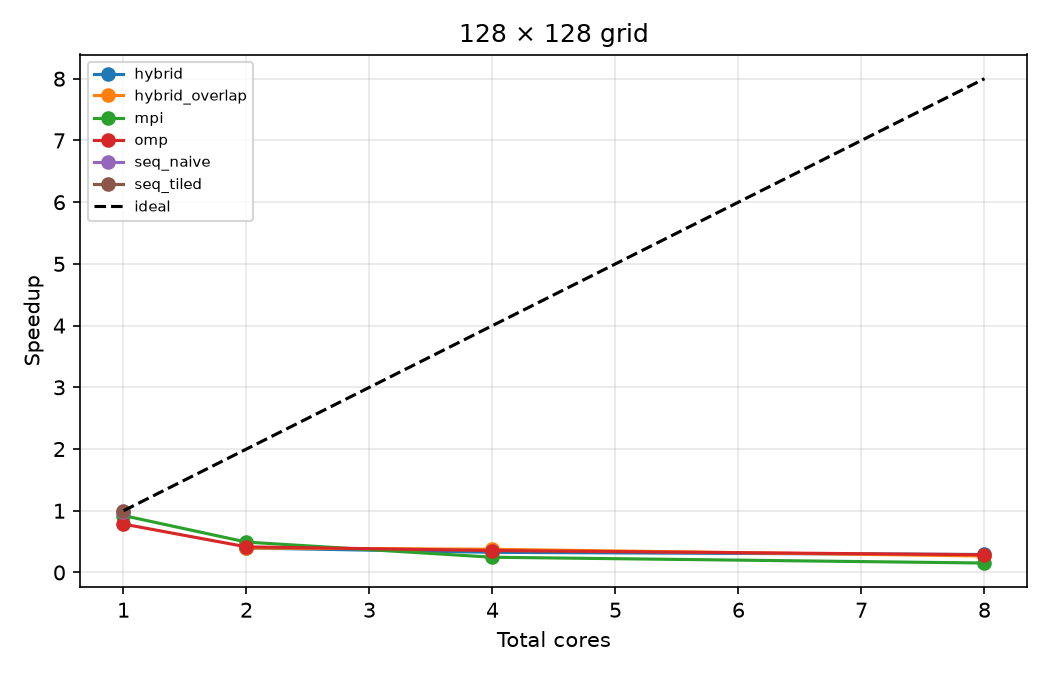 128 × 128 grid
hybrid
hybrid_overlap
mpi
omp
seq_naive
seq_tiled
ideal
Speedup
8
7
6
5
4
3
2
1
0
1 2 3 4 5 6 7 8
Total cores